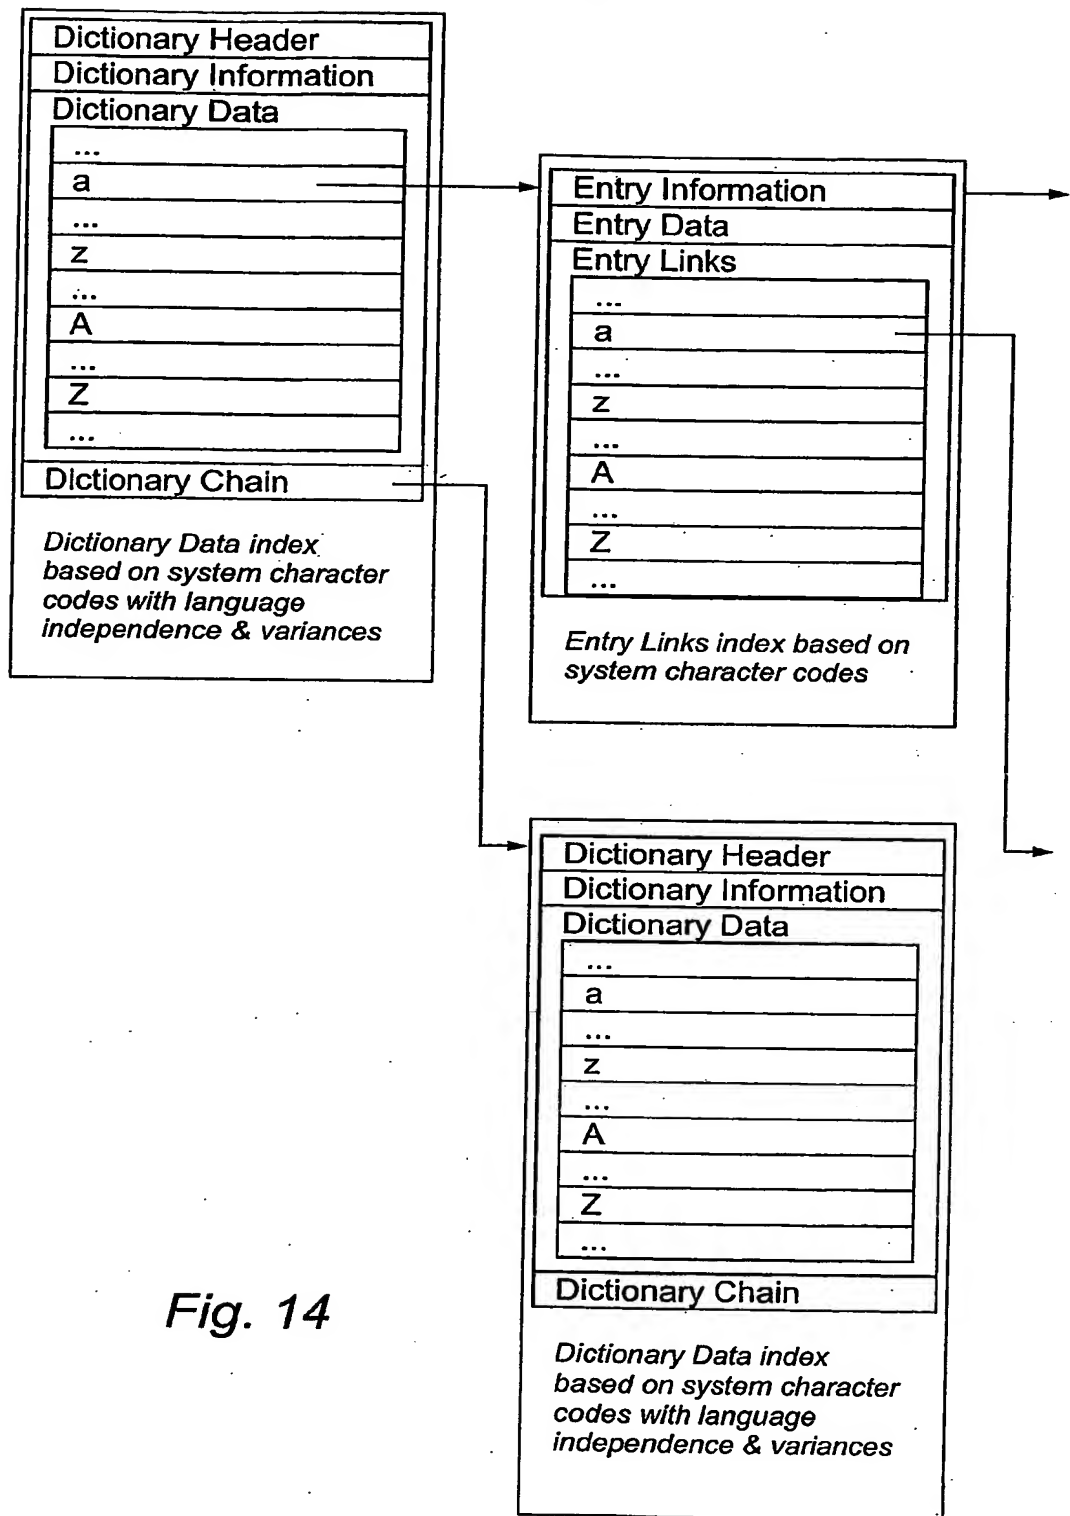 Dictionary Header
Dictionary Information
Dictionary Data
...
a
...
z
...
A
...
Z
...
Dictionary Chain
Dictionary Data index
based on system character
codes with language
independence & variances
Entry Information
Entry Data
Entry Links
...
a
...
z
...
A
...
Z
...
Entry Links index based on
system character codes
Dictionary Header
Dictionary Information
Dictionary Data
...
a
...
z
...
A
...
Z
...
Dictionary Chain
Dictionary Data index
based on system character
codes with language
independence & variances
Fig. 14